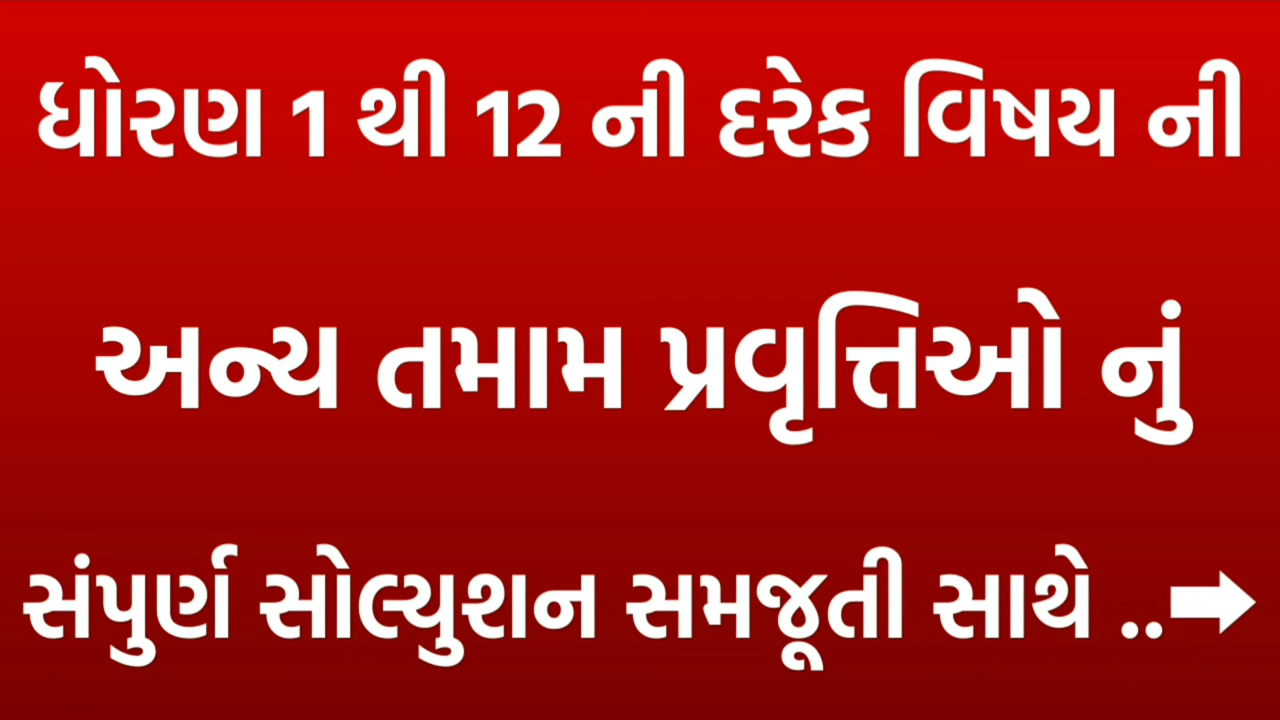 ધોરણ 1 થી 12 ની દરેક વિષય ની
અન્ય તમામ પ્રવૃત્તિઓ નું
સંપુર્ણ સોલ્યુશન સમજૂતી સાથે ..➡